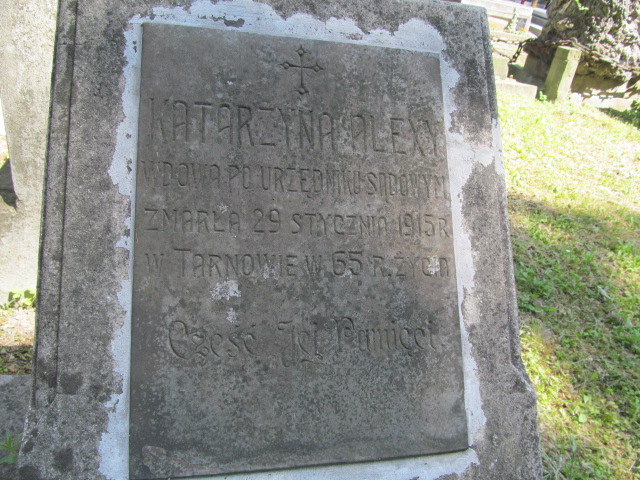 KATARZYNA ALEXY
WDOWA PO URZĘDNIKU SĄDOWYM
ZMARŁA 29 STYCZNIA 1915 R.
W TARNOWIE W 65 R. ŻYCIA
Cześć Jej Pamięci